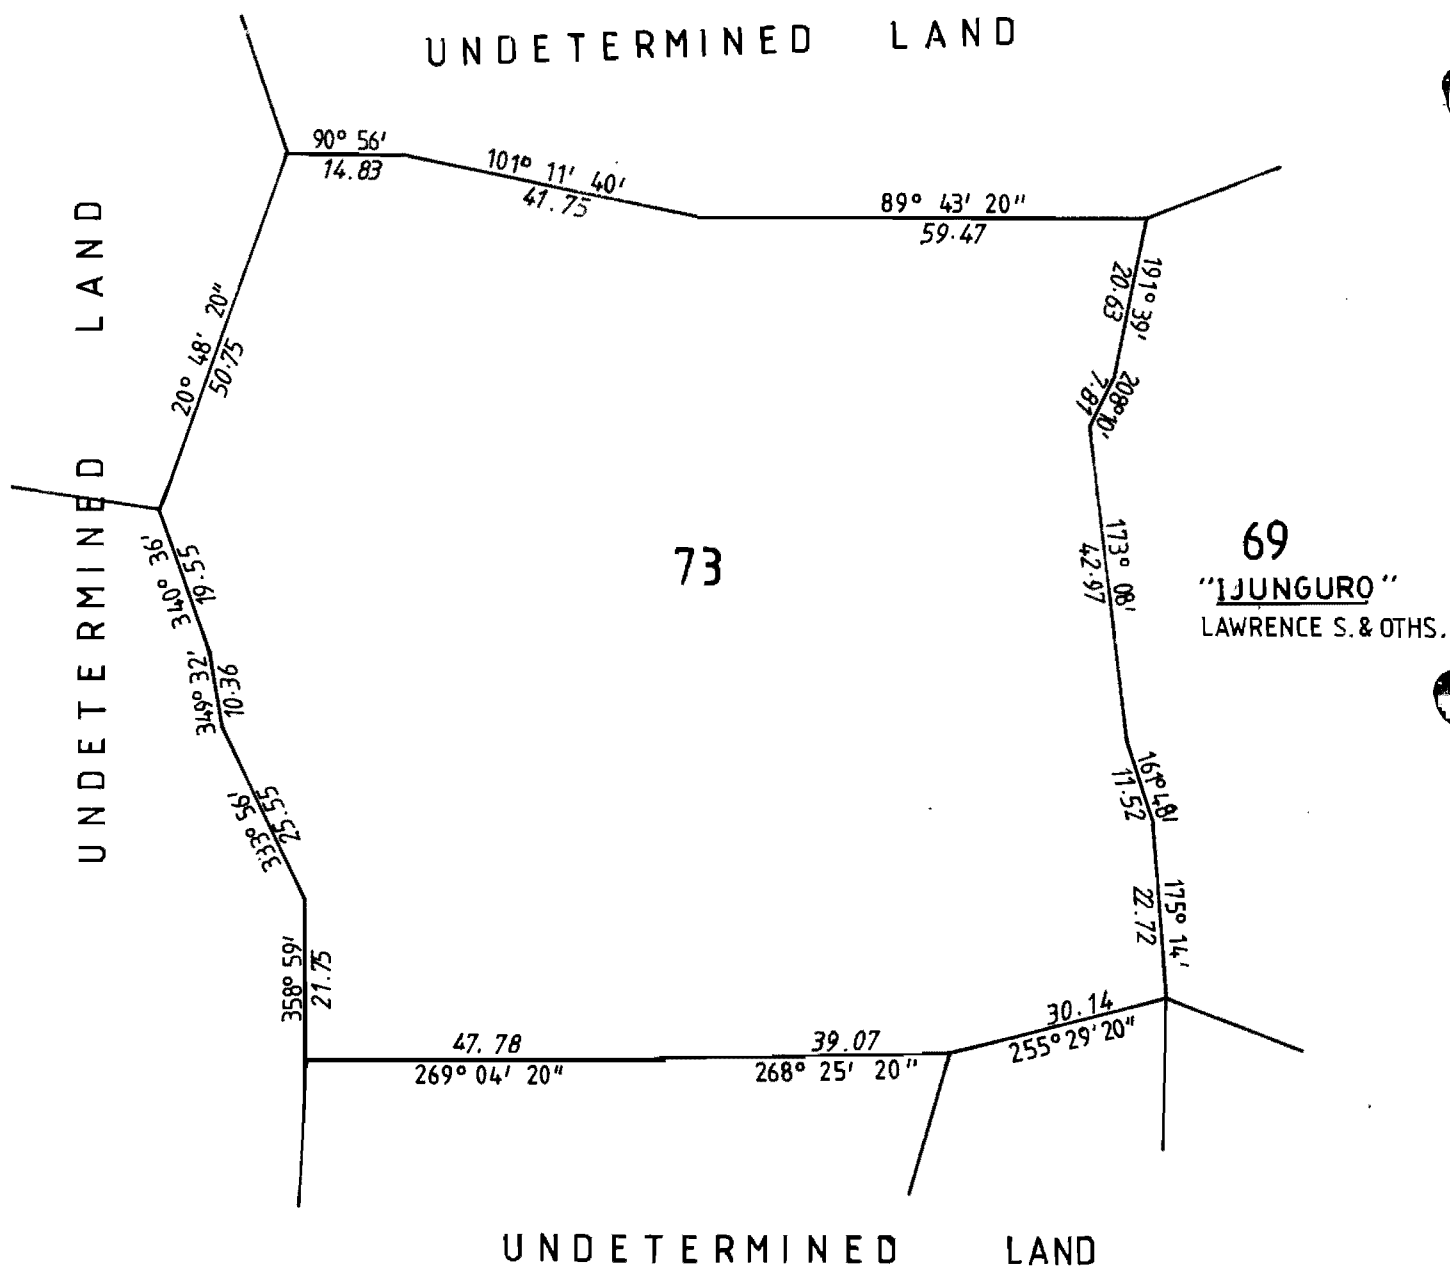 UNDETERMINED LAND
90° 56'
14.83
101° 11' 40'
41.75
89° 43' 20"
59.47
191° 39'
20.63
208° 10'
7.81
173° 08'
42.97
161° 48'
11.52
175° 14'
22.72
30.14
255° 29' 20"
39.07
268° 25' 20"
47.78
269° 04' 20"
358° 59'
21.75
333° 56'
25.55
349° 32'
10.36
340° 36'
19.55
20° 48' 20"
50.75
UNDETERMINED LAND
73
69
"IJUNGURO"
LAWRENCE S. & OTHS.
UNDETERMINED LAND